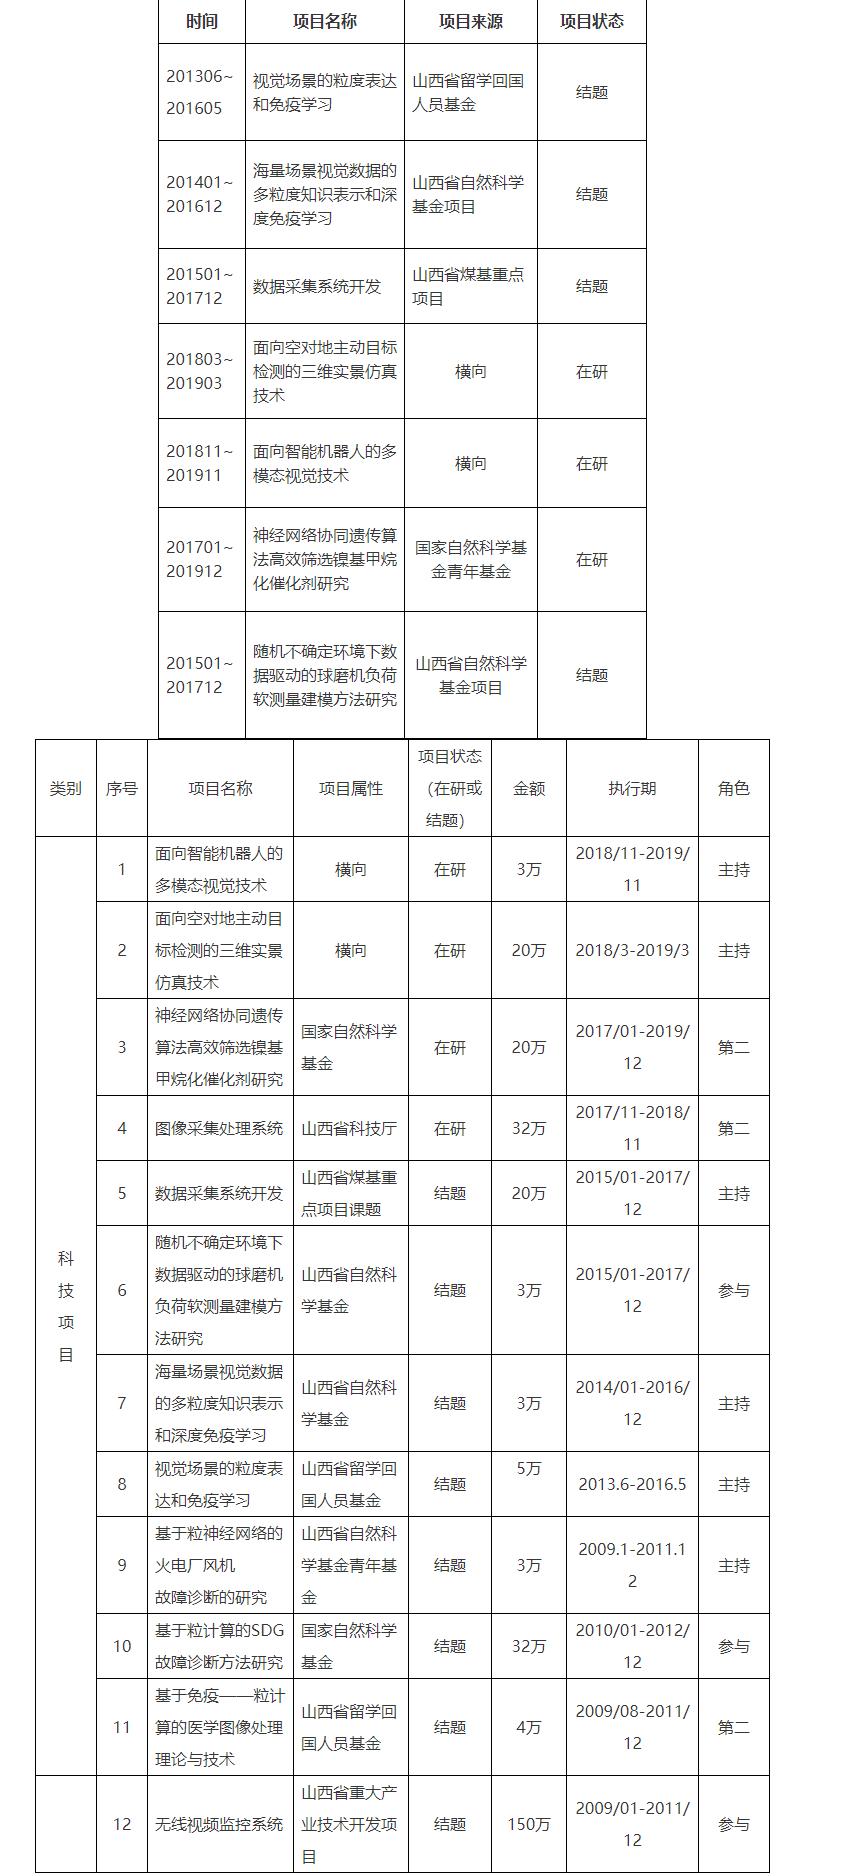 时间 项目名称 项目来源 项目状态
201306~
201605
视觉场景的粒度表达
和免疫学习
山西省留学回国
人员基金
结题
201401~
201612
海量场景视觉数据的
多粒度知识表示和深
度免疫学习
山西省自然科学
基金项目
结题
201501~
201712
数据采集系统开发
山西省煤基重点
项目
结题
201803~
201903
面向空对地主动目标
检测的三维实景仿真
技术
横向
在研
201811~
201911
面向智能机器人的多
模态视觉技术
横向
在研
201701~
201912
神经网络协同遗传算
法高效筛选镍基甲烷
化催化剂研究
国家自然科学基
金青年基金
在研
201501~
201712
随机不确定环境下数
据驱动的球磨机负荷
软测量建模方法研究
山西省自然科学
基金项目
结题
类别
序号
项目名称
项目属性
项目状态
（在研或
结题）
金额
执行期
角色
科
技
项
目
1
面向智能机器人的
多模态视觉技术
横向
在研
3万
2018/11-2019/
11
主持
2
面向空对地主动目
标检测的三维实景
仿真技术
横向
在研
20万
2018/3-2019/3
主持
3
神经网络协同遗传
算法高效筛选镍基
甲烷化催化剂研究
国家自然科学
基金
在研
20万
2017/01-2019/
12
第二
4
图像采集处理系统
山西省科技厅
在研
32万
2017/11-2018/
11
第二
5
数据采集系统开发
山西省煤基重
点项目课题
结题
20万
2015/01-2017/
12
主持
6
随机不确定环境下
数据驱动的球磨机
负荷软测量建模方
法研究
山西省自然科
学基金
结题
3万
2015/01-2017/
12
参与
7
海量场景视觉数据
的多粒度知识表示
和深度免疫学习
山西省自然科
学基金
结题
3万
2014/01-2016/
12
主持
8
视觉场景的粒度表
达和免疫学习
山西省留学回
国人员基金
结题
5万
2013.6-2016.5
主持
9
基于粒神经网络的
火电厂风机
故障诊断的研究
山西省自然科
学基金青年基
金
结题
3万
2009.1-2011.1
2
主持
10
基于粒计算的SDG
故障诊断方法研究
国家自然科学
基金
结题
32万
2010/01-2012/
12
参与
11
基于免疫——粒计
算的医学图像处理
理论与技术
山西省留学回
国人员基金
结题
4万
2009/08-2011/
12
第二
12
无线视频监控系统
山西省重大产
业技术开发项
目
结题
150万
2009/01-2011/
12
参与